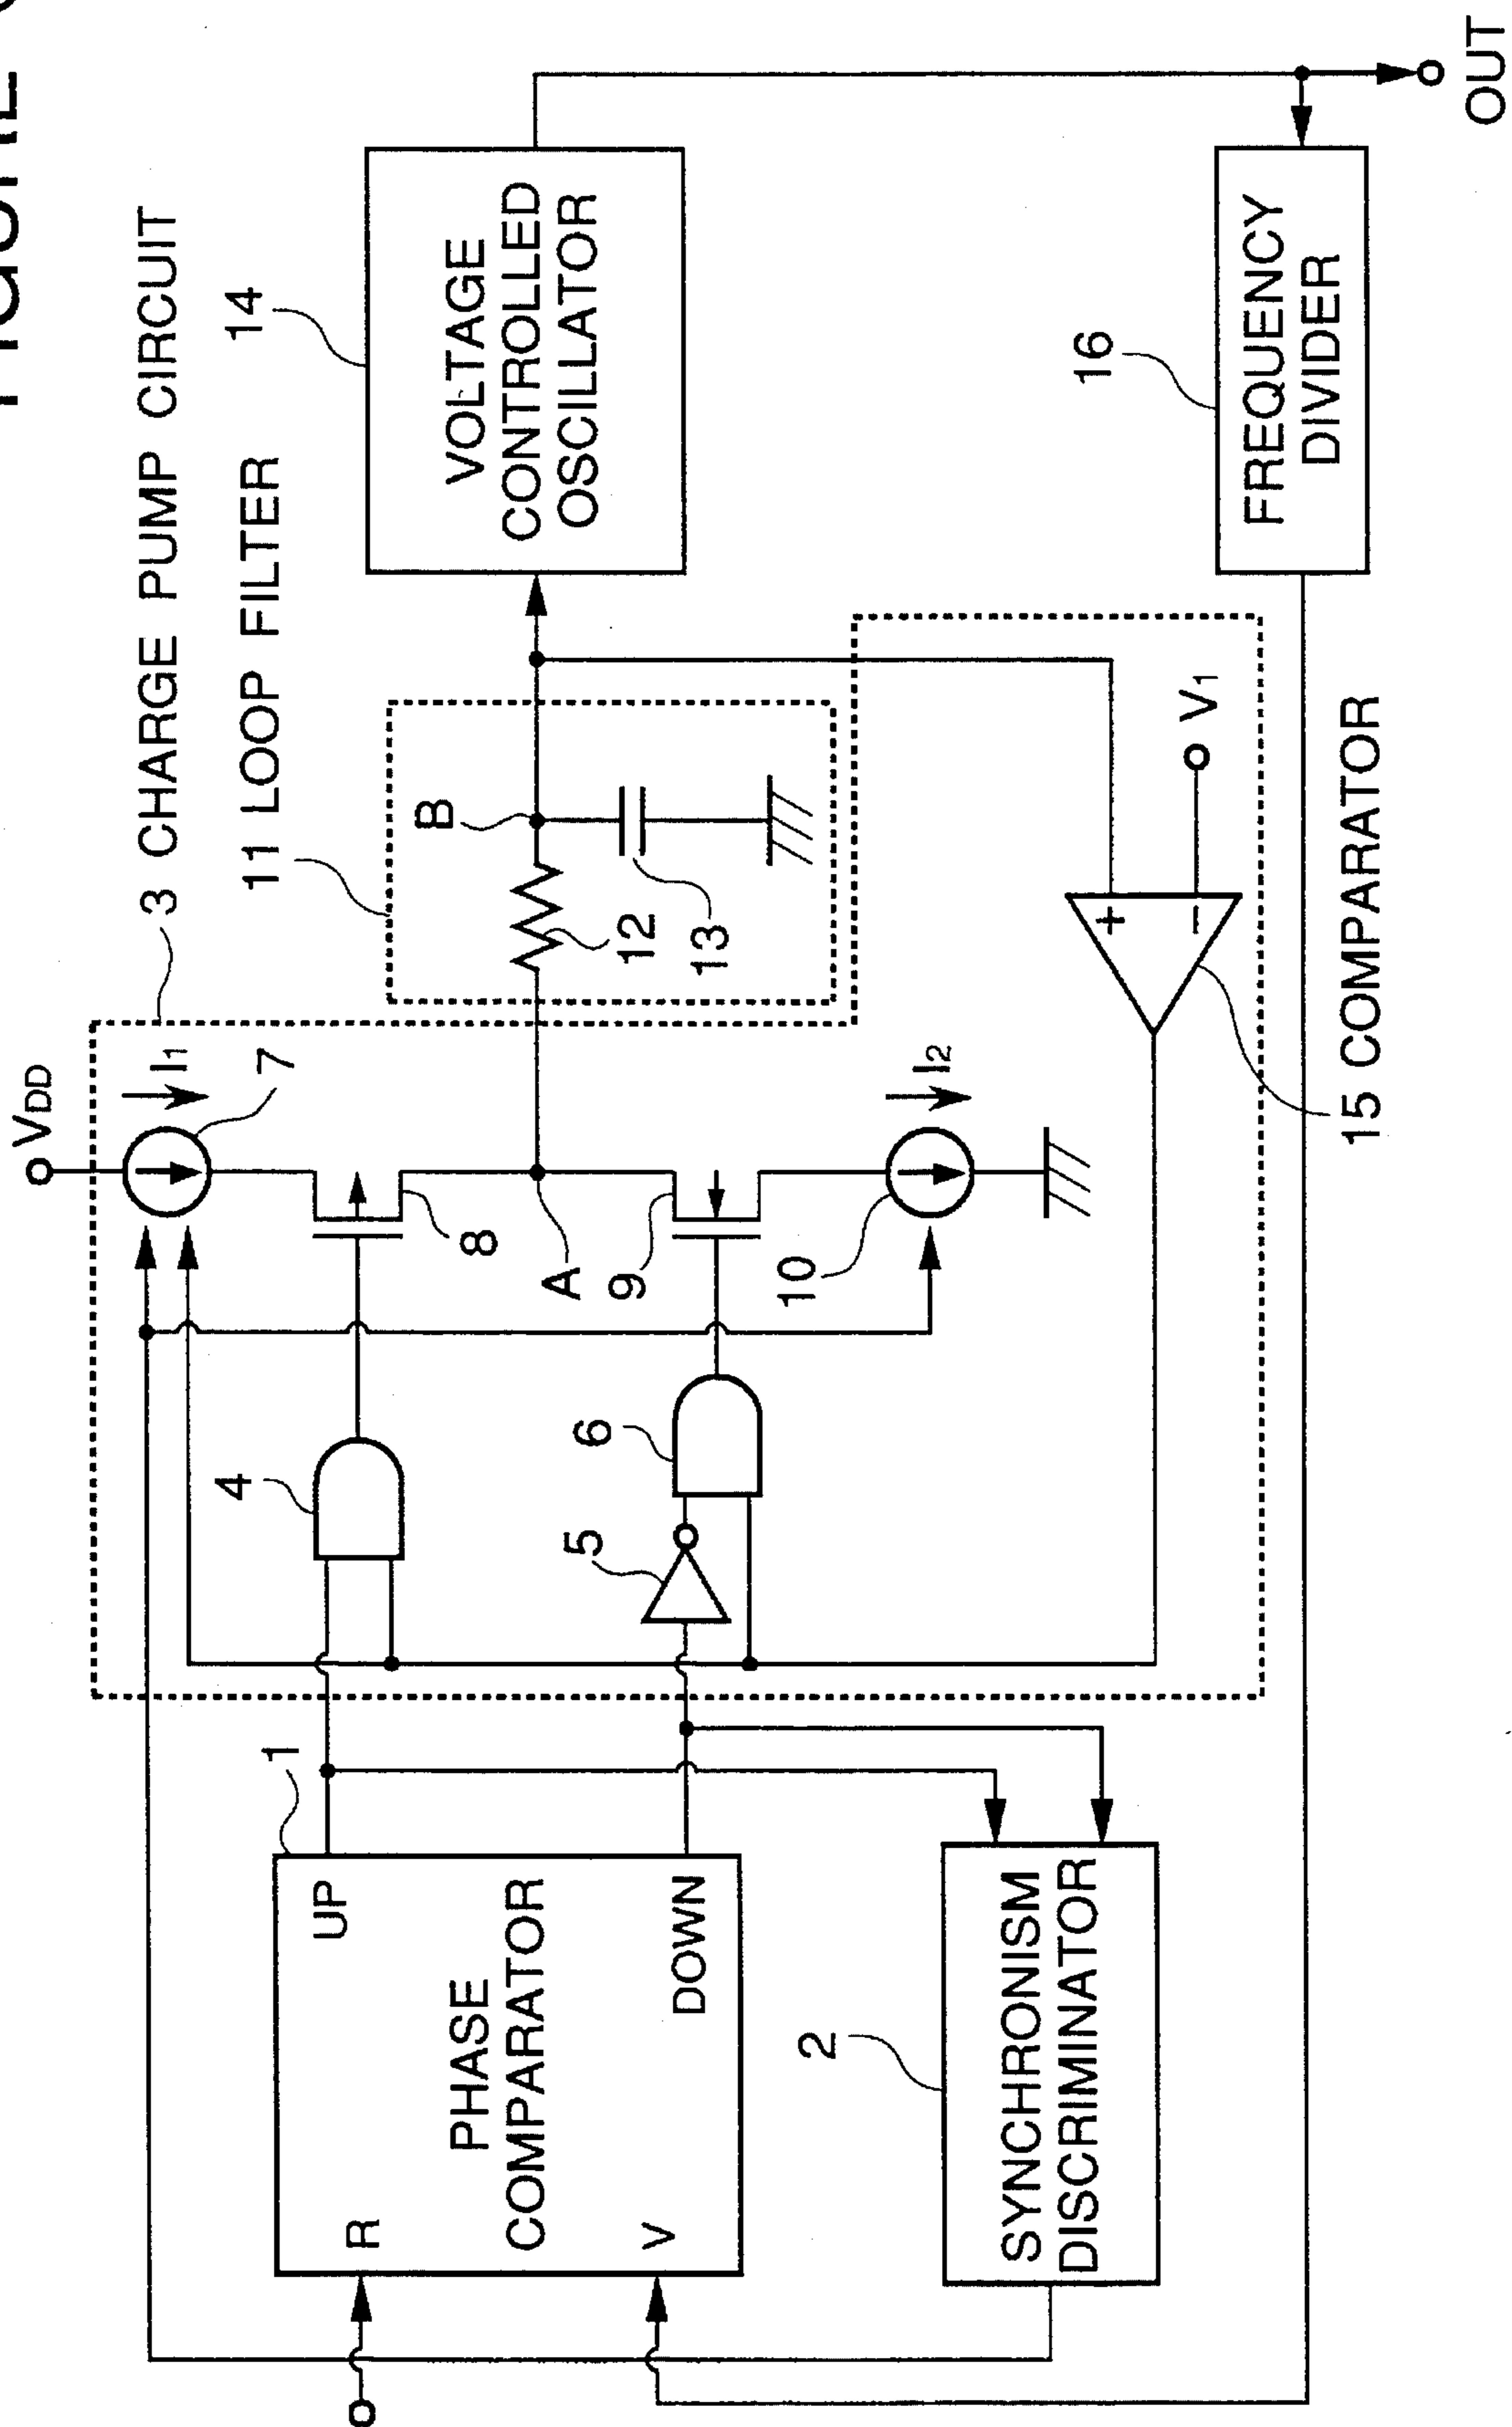 VDD
3 CHARGE PUMP CIRCUIT
11 LOOP FILTER
I1
7
14
VOLTAGE
CONTROLLED
OSCILLATOR
B
12
13
8
A
9
10
I2
4
5
6
1
UP
PHASE
COMPARATOR
DOWN
R
V
2
SYNCHRONISM
DISCRIMINATOR
+
−
V1
15 COMPARATOR
16
FREQUENCY
DIVIDER
OUT